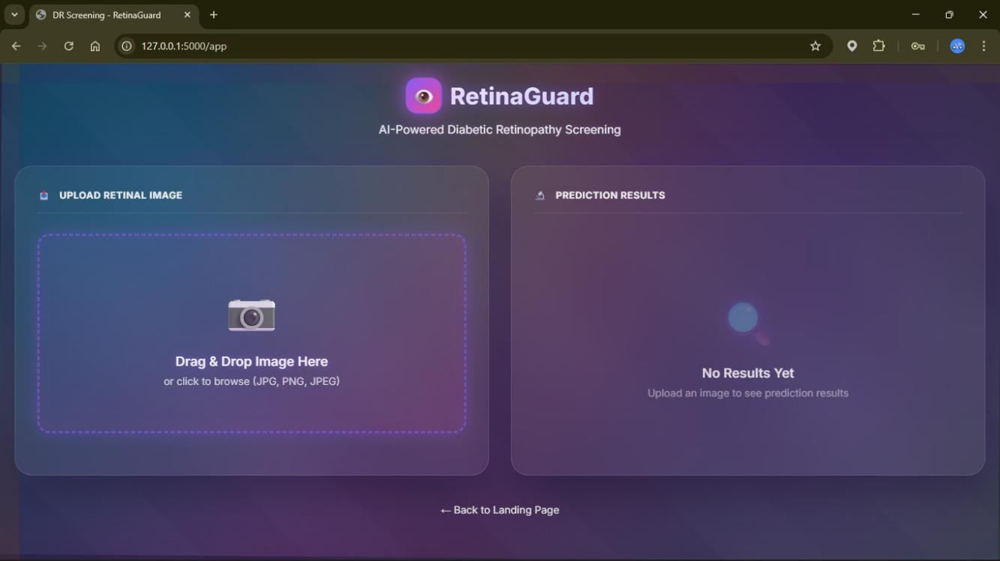 DR Screening - RetinaGuard
127.0.0.1:5000/app
RetinaGuard
AI-Powered Diabetic Retinopathy Screening
UPLOAD RETINAL IMAGE
Drag & Drop Image Here
or click to browse (JPG, PNG, JPEG)
PREDICTION RESULTS
No Results Yet
Upload an image to see prediction results
← Back to Landing Page